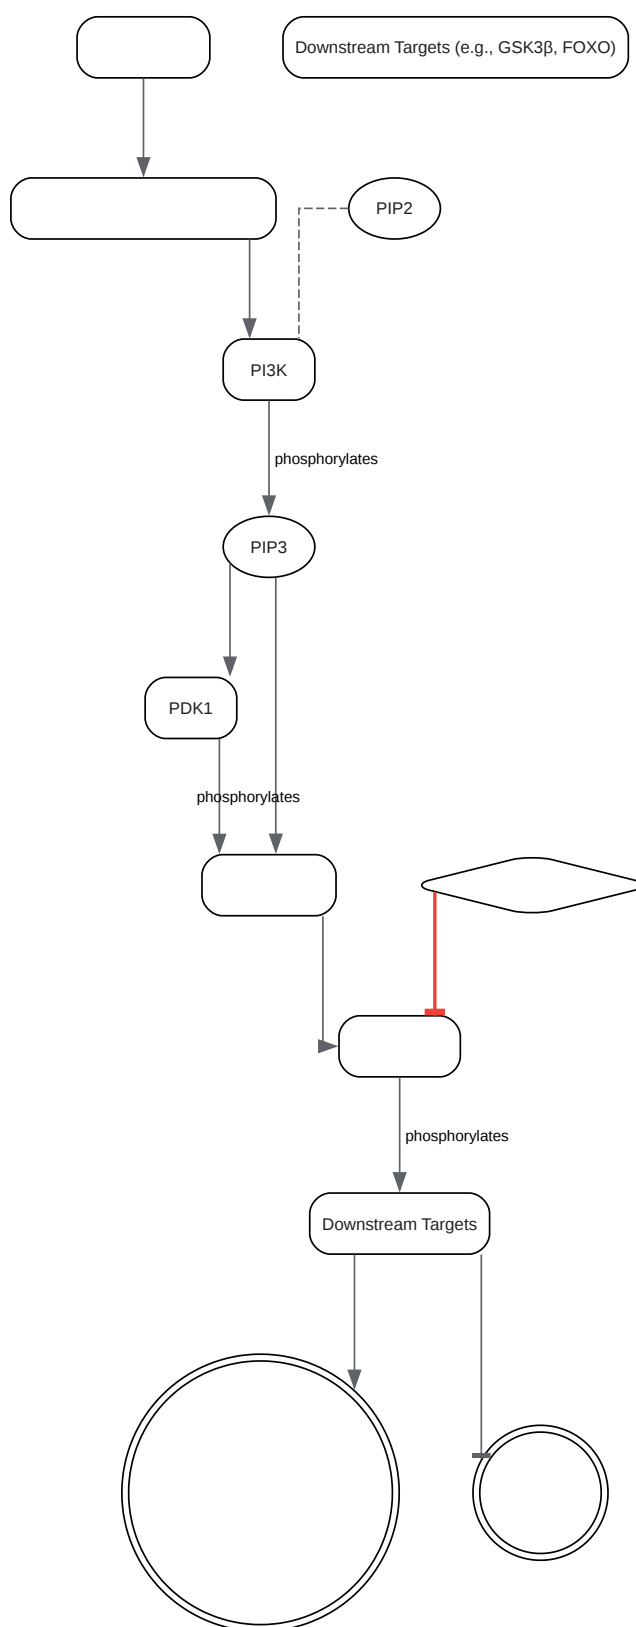 Downstream Targets (e.g., GSK3β, FOXO)
PIP2
PI3K
phosphorylates
PIP3
PDK1
phosphorylates
phosphorylates
Downstream Targets